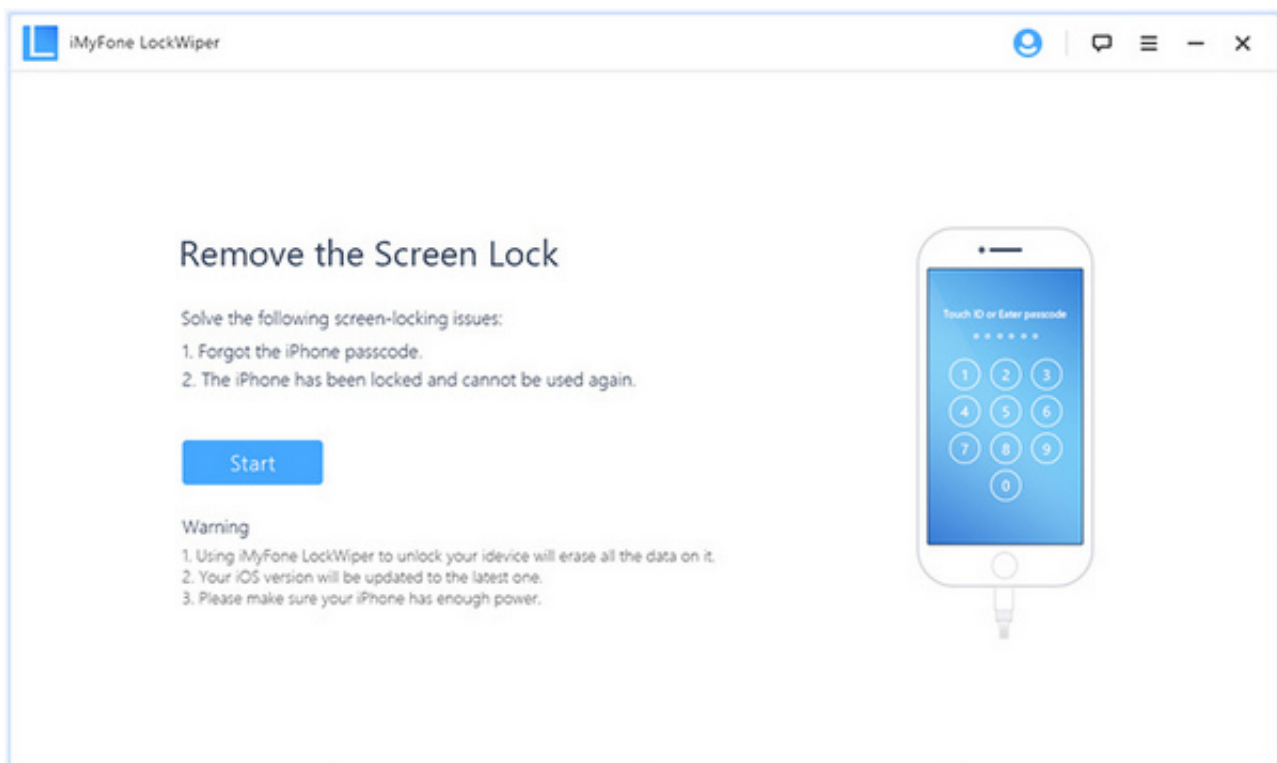 iMyFone LockWiper
Remove the Screen Lock
Solve the following screen-locking issues:
1. Forgot the iPhone passcode.
2. The iPhone has been locked and cannot be used again.
Start
Warning
1. Using iMyFone LockWiper to unlock your idevice will erase all the data on it.
2. Your iOS version will be updated to the latest one.
3. Please make sure your iPhone has enough power.
Touch ID or Eater passcode
1 2 3
4 5 6
7 8 9
0